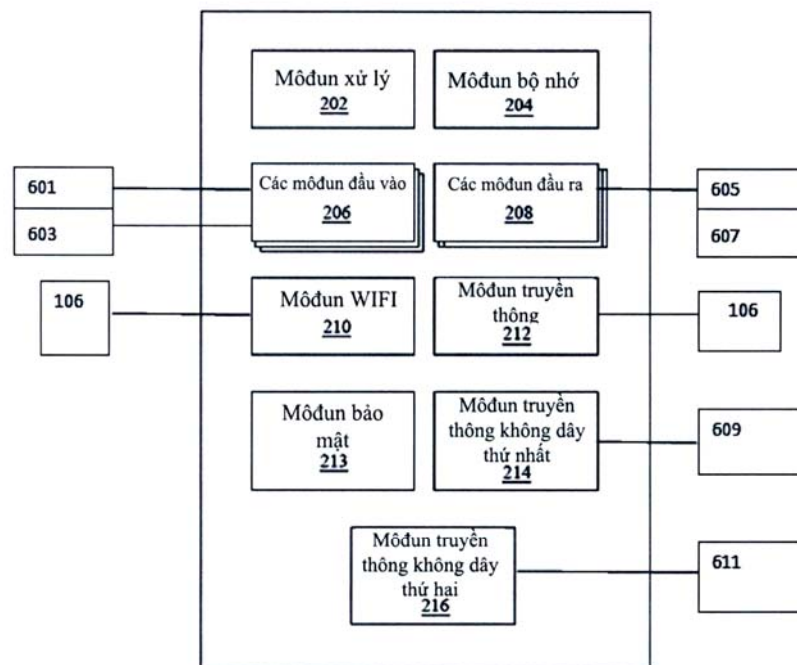 Môđun xử lý
202
Môđun bộ nhớ
204
601
603
Các môđun đầu vào
206
Các môđun đầu ra
208
605
607
106
Môđun WIFI
210
Môđun truyền
thông
212
106
Môđun bảo
mật
213
Môđun truyền
thông không dây
thứ nhất
214
609
Môđun truyền
thông không dây
thứ hai
216
611